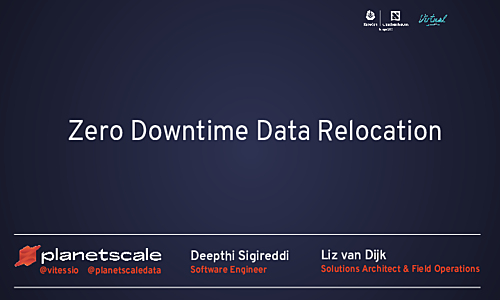 Virtual
Zero Downtime Data Relocation
planetscale
@vitessio @planetscaledata
Deepthi Sigireddi
Software Engineer
Liz van Dijk
Solutions Architect & Field Operations